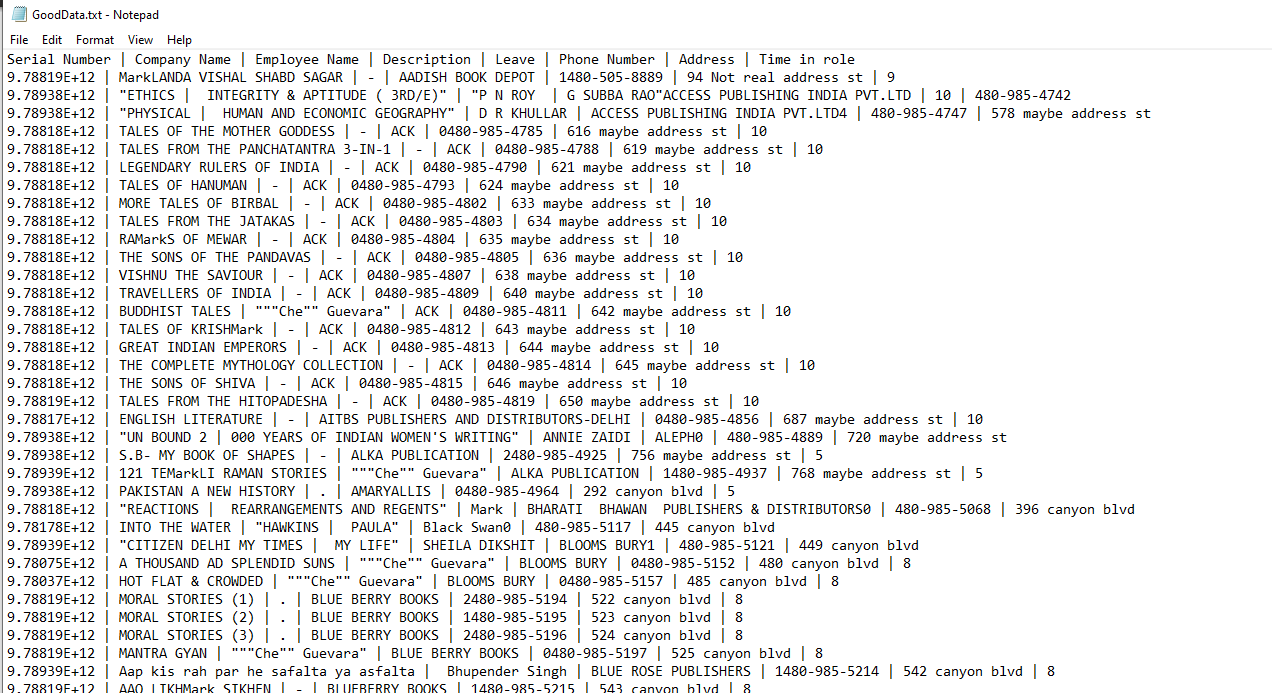 GoodData.txt - Notepad
File Edit Format View Help
Serial Number | Company Name | Employee Name | Description | Leave | Phone Number | Address | Time in role
9.78819E+12 | MarkLANDA VISHAL SHABD SAGAR | - | AADISH BOOK DEPOT | 1480-505-8889 | 94 Not real address st | 9
9.78938E+12 | "ETHICS |  INTEGRITY & APTITUDE ( 3RD/E)" | "P N ROY  | G SUBBA RAO"ACCESS PUBLISHING INDIA PVT.LTD | 10 | 480-985-4742
9.78938E+12 | "PHYSICAL |  HUMAN AND ECONOMIC GEOGRAPHY" | D R KHULLAR | ACCESS PUBLISHING INDIA PVT.LTD4 | 480-985-4747 | 578 maybe address st
9.78818E+12 | TALES OF THE MOTHER GODDESS | - | ACK | 0480-985-4785 | 616 maybe address st | 10
9.78818E+12 | TALES FROM THE PANCHATANTRA 3-IN-1 | - | ACK | 0480-985-4788 | 619 maybe address st | 10
9.78818E+12 | LEGENDARY RULERS OF INDIA | - | ACK | 0480-985-4790 | 621 maybe address st | 10
9.78818E+12 | TALES OF HANUMAN | - | ACK | 0480-985-4793 | 624 maybe address st | 10
9.78818E+12 | MORE TALES OF BIRBAL | - | ACK | 0480-985-4802 | 633 maybe address st | 10
9.78818E+12 | TALES FROM THE JATAKAS | - | ACK | 0480-985-4803 | 634 maybe address st | 10
9.78818E+12 | RAMarkS OF MEWAR | - | ACK | 0480-985-4804 | 635 maybe address st | 10
9.78818E+12 | THE SONS OF THE PANDAVAS | - | ACK | 0480-985-4805 | 636 maybe address st | 10
9.78818E+12 | VISHNU THE SAVIOUR | - | ACK | 0480-985-4807 | 638 maybe address st | 10
9.78818E+12 | TRAVELLERS OF INDIA | - | ACK | 0480-985-4809 | 640 maybe address st | 10
9.78818E+12 | BUDDHIST TALES | """Che"" Guevara" | ACK | 0480-985-4811 | 642 maybe address st | 10
9.78818E+12 | TALES OF KRISHMark | - | ACK | 0480-985-4812 | 643 maybe address st | 10
9.78818E+12 | GREAT INDIAN EMPERORS | - | ACK | 0480-985-4813 | 644 maybe address st | 10
9.78818E+12 | THE COMPLETE MYTHOLOGY COLLECTION | - | ACK | 0480-985-4814 | 645 maybe address st | 10
9.78818E+12 | THE SONS OF SHIVA | - | ACK | 0480-985-4815 | 646 maybe address st | 10
9.78819E+12 | TALES FROM THE HITOPADESHA | - | ACK | 0480-985-4819 | 650 maybe address st | 10
9.78817E+12 | ENGLISH LITERATURE | - | AITBS PUBLISHERS AND DISTRIBUTORS-DELHI | 0480-985-4856 | 687 maybe address st | 10
9.78938E+12 | "UN BOUND 2 | 000 YEARS OF INDIAN WOMEN'S WRITING" | ANNIE ZAIDI | ALEPH0 | 480-985-4889 | 720 maybe address st
9.78938E+12 | S.B- MY BOOK OF SHAPES | - | ALKA PUBLICATION | 2480-985-4925 | 756 maybe address st | 5
9.78939E+12 | 121 TEMarkLI RAMAN STORIES | """Che"" Guevara" | ALKA PUBLICATION | 1480-985-4937 | 768 maybe address st | 5
9.78938E+12 | PAKISTAN A NEW HISTORY | . | AMARYALLIS | 0480-985-4964 | 292 canyon blvd | 5
9.78818E+12 | "REACTIONS |  REARRANGEMENTS AND REGENTS" | Mark | BHARATI  BHAWAN  PUBLISHERS & DISTRIBUTORS0 | 480-985-5068 | 396 canyon blvd
9.78178E+12 | INTO THE WATER | "HAWKINS |  PAULA" | Black Swan0 | 480-985-5117 | 445 canyon blvd
9.78939E+12 | "CITIZEN DELHI MY TIMES |  MY LIFE" | SHEILA DIKSHIT | BLOOMS BURY1 | 480-985-5121 | 449 canyon blvd
9.78075E+12 | A THOUSAND AD SPLENDID SUNS | """Che"" Guevara" | BLOOMS BURY | 0480-985-5152 | 480 canyon blvd | 8
9.78037E+12 | HOT FLAT & CROWDED | """Che"" Guevara" | BLOOMS BURY | 0480-985-5157 | 485 canyon blvd | 8
9.78819E+12 | MORAL STORIES (1) | . | BLUE BERRY BOOKS | 2480-985-5194 | 522 canyon blvd | 8
9.78819E+12 | MORAL STORIES (2) | . | BLUE BERRY BOOKS | 1480-985-5195 | 523 canyon blvd | 8
9.78819E+12 | MORAL STORIES (3) | . | BLUE BERRY BOOKS | 2480-985-5196 | 524 canyon blvd | 8
9.78819E+12 | MANTRA GYAN | """Che"" Guevara" | BLUE BERRY BOOKS | 0480-985-5197 | 525 canyon blvd | 8
9.78939E+12 | Aap kis rah par he safalta ya asfalta |  Bhupender Singh | BLUE ROSE PUBLISHERS | 1480-985-5214 | 542 canyon blvd | 8
9.78819E+12 | AAO LIKHMark SIKHEN | - | BLUEBERRY BOOKS | 1480-985-5215 | 543 canyon blvd | 8